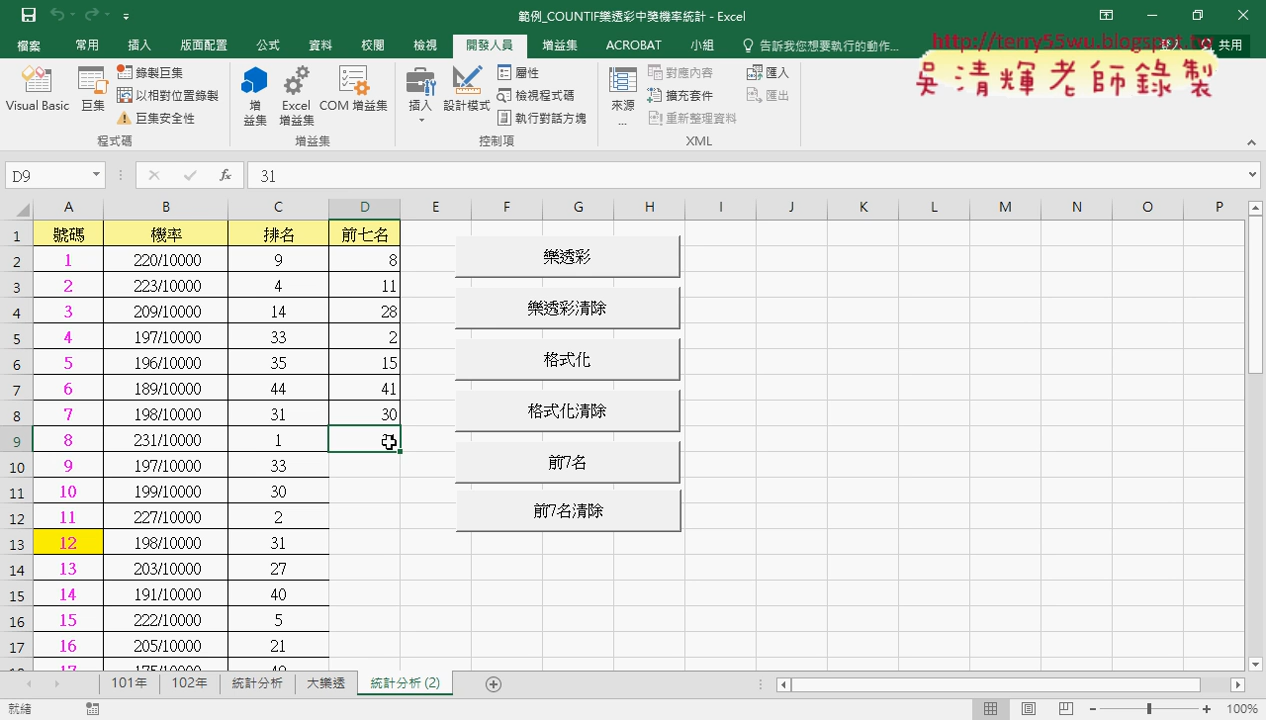 範例_COUNTIF樂透彩中獎機率統計 - Excel
檔案 常用 插入 版面配置 公式 資料 校閱 檢視 開發人員 增益集 ACROBAT 小組 告訴我您想要執行的動作... 共用
http://terry55wu.blogspot.tw
吳清輝老師錄製
Visual Basic 巨集 錄製巨集 以相對位置錄製 巨集安全性
程式碼
增益集 Excel 增益集 COM 增益集
增益集
插入 設計模式 屬性 檢視程式碼 執行對話方塊
控制項
來源... 對應內容 擴充套件 重新整理資料 匯入 匯出
XML
D9 fx 31
A B C D E F G H I J K L M N O P
1 號碼 機率 排名 前七名
2 1 220/10000 9 8
3 2 223/10000 4 11
4 3 209/10000 14 28
5 4 197/10000 33 2
6 5 196/10000 35 15
7 6 189/10000 44 41
8 7 198/10000 31 30
9 8 231/10000 1
10 9 197/10000 33
11 10 199/10000 30
12 11 227/10000 2
13 12 198/10000 31
14 13 203/10000 27
15 14 191/10000 40
16 15 222/10000 5
17 16 205/10000 21
17 175/10000 49
樂透彩
樂透彩清除
格式化
格式化清除
前7名
前7名清除
101年 102年 統計分析 大樂透 統計分析 (2)
就緒 100%